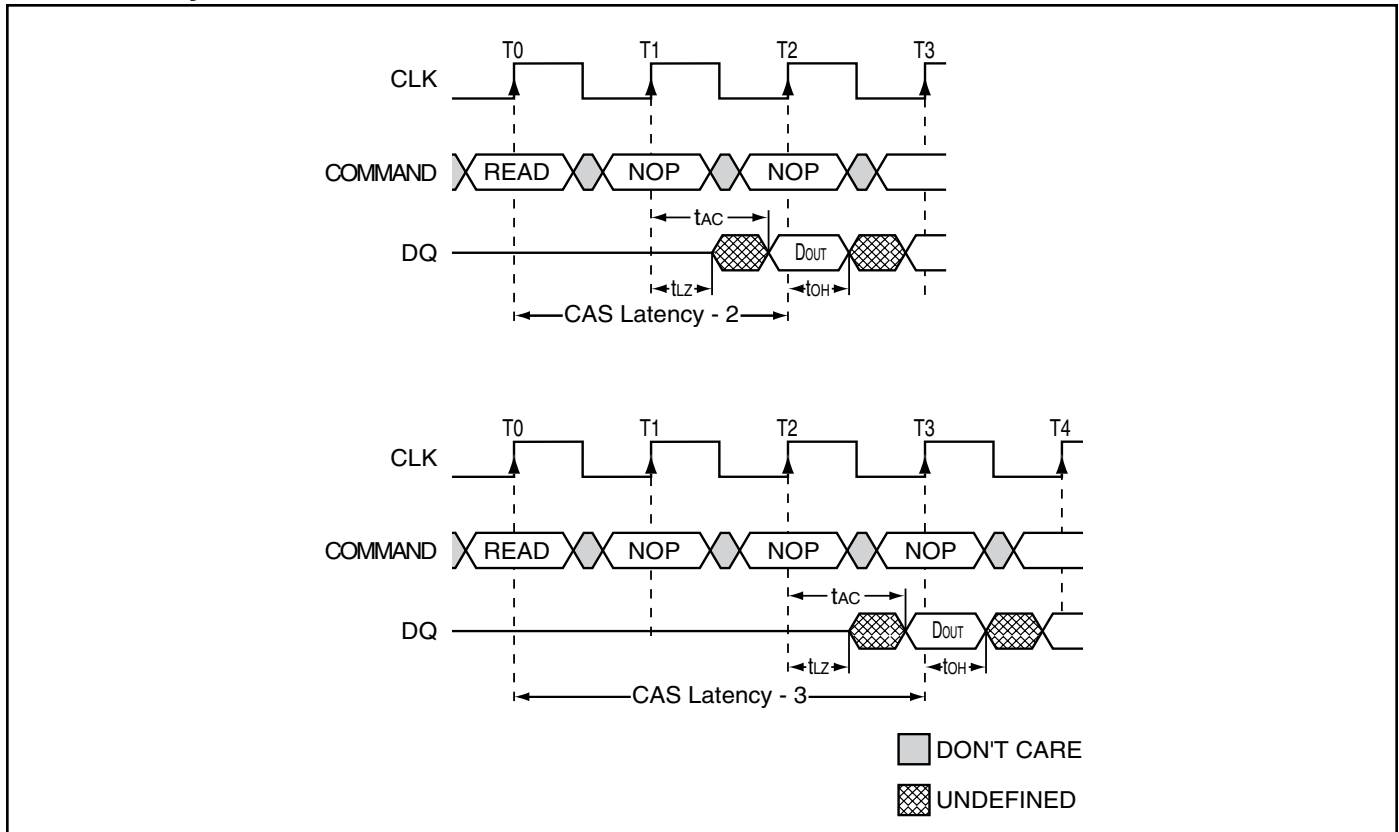 T0 T1 T2 T3
CLK
COMMAND READ NOP NOP
tAC
DQ DOUT
tLZ tOH
CAS Latency - 2
T0 T1 T2 T3 T4
CLK
COMMAND READ NOP NOP NOP
tAC
DQ DOUT
tLZ tOH
CAS Latency - 3
DON'T CARE
UNDEFINED